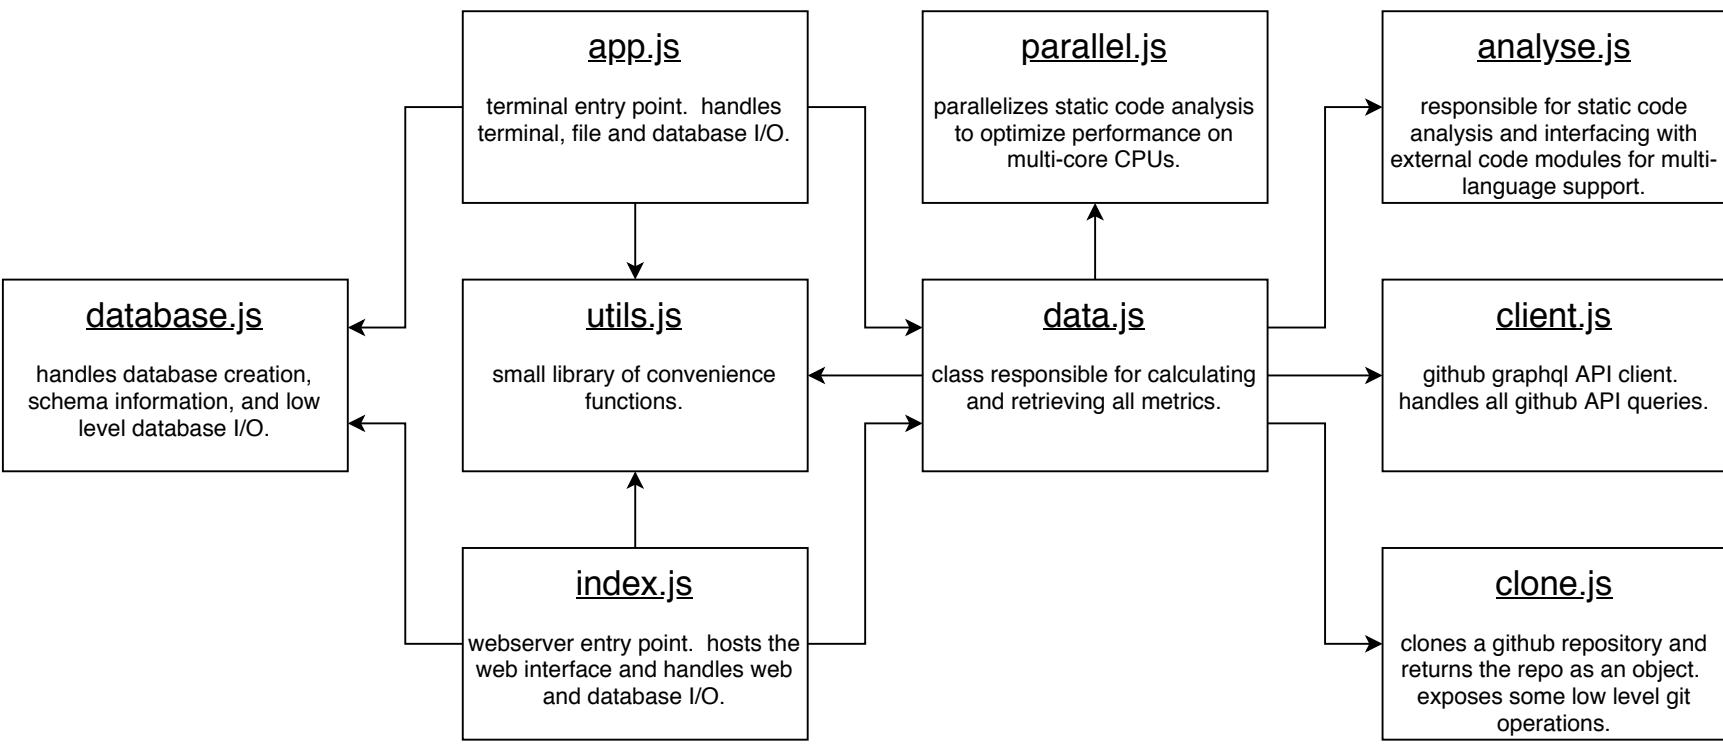 app.js
terminal entry point.  handles
terminal, file and database I/O.
parallel.js
parallelizes static code analysis
to optimize performance on
multi-core CPUs.
analyse.js
responsible for static code
analysis and interfacing with
external code modules for multi-
language support.
database.js
handles database creation,
schema information, and low
level database I/O.
utils.js
small library of convenience
functions.
data.js
class responsible for calculating
and retrieving all metrics.
client.js
github graphql API client.
handles all github API queries.
index.js
webserver entry point.  hosts the
web interface and handles web
and database I/O.
clone.js
clones a github repository and
returns the repo as an object.
exposes some low level git
operations.